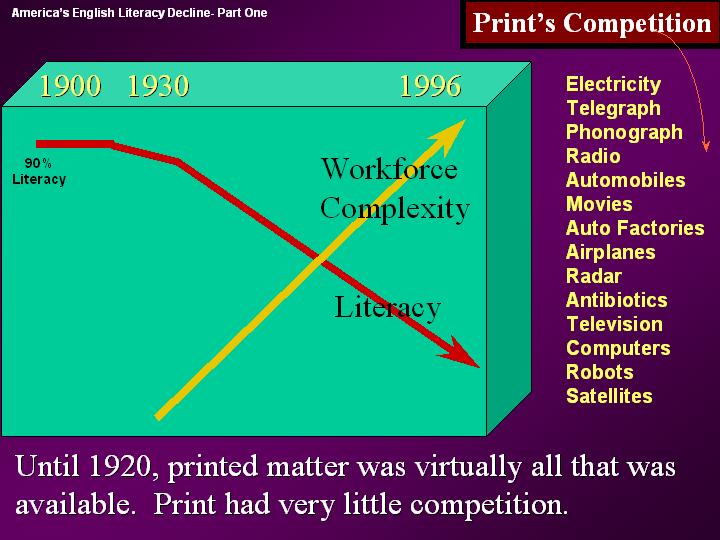 America's English Literacy Decline- Part One
Print's Competition
1900 1930 1996
90%
Literacy
Workforce
Complexity
Literacy
Electricity
Telegraph
Phonograph
Radio
Automobiles
Movies
Auto Factories
Airplanes
Radar
Antibiotics
Television
Computers
Robots
Satellites
Until 1920, printed matter was virtually all that was
available. Print had very little competition.